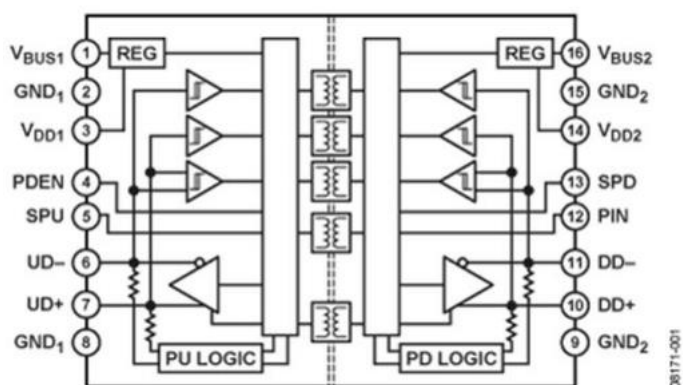 VBUS1 1 REG REG 16 VBUS2
GND1 2 15 GND2
VDD1 3 14 VDD2
PDEN 4 13 SPD
SPU 5 12 PIN
UD– 6 11 DD–
UD+ 7 10 DD+
GND1 8 PU LOGIC PD LOGIC 9 GND2
08171-001